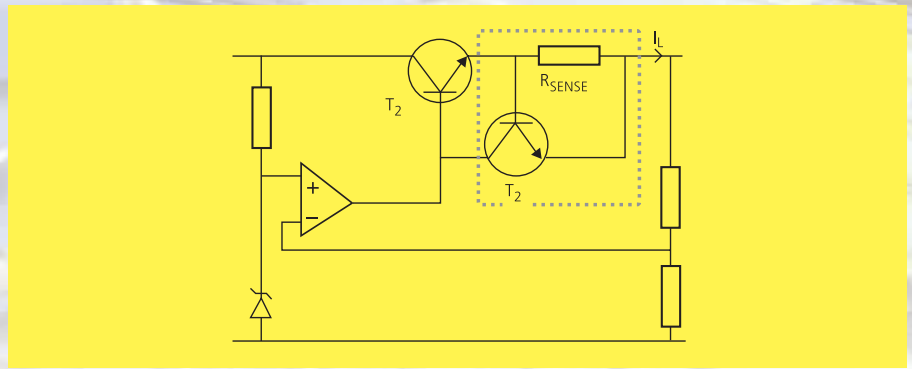 I_L
R_SENSE
T_2
T_2
+
−